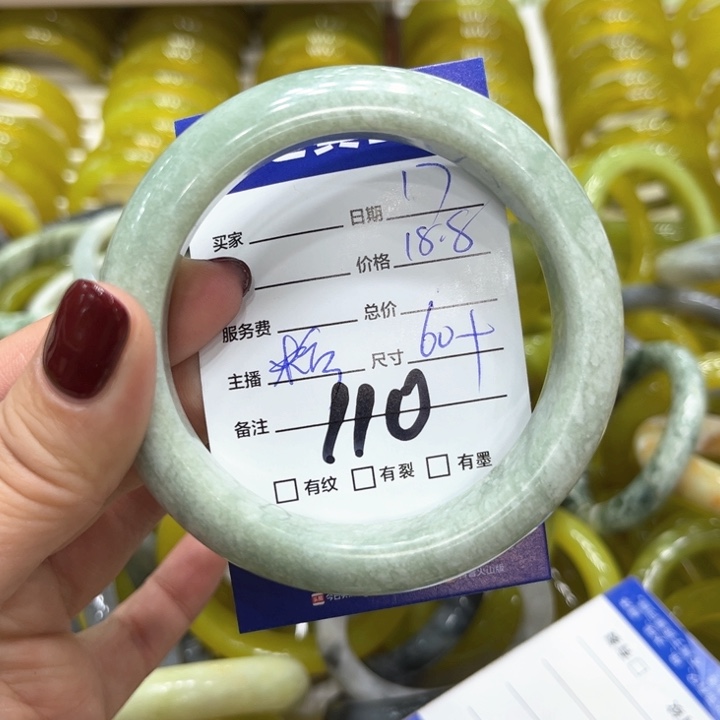 买家 日期 17
价格 18.8
服务费 总价
主播 尺寸 60+
备注 110
□有纹 □有裂 □有墨